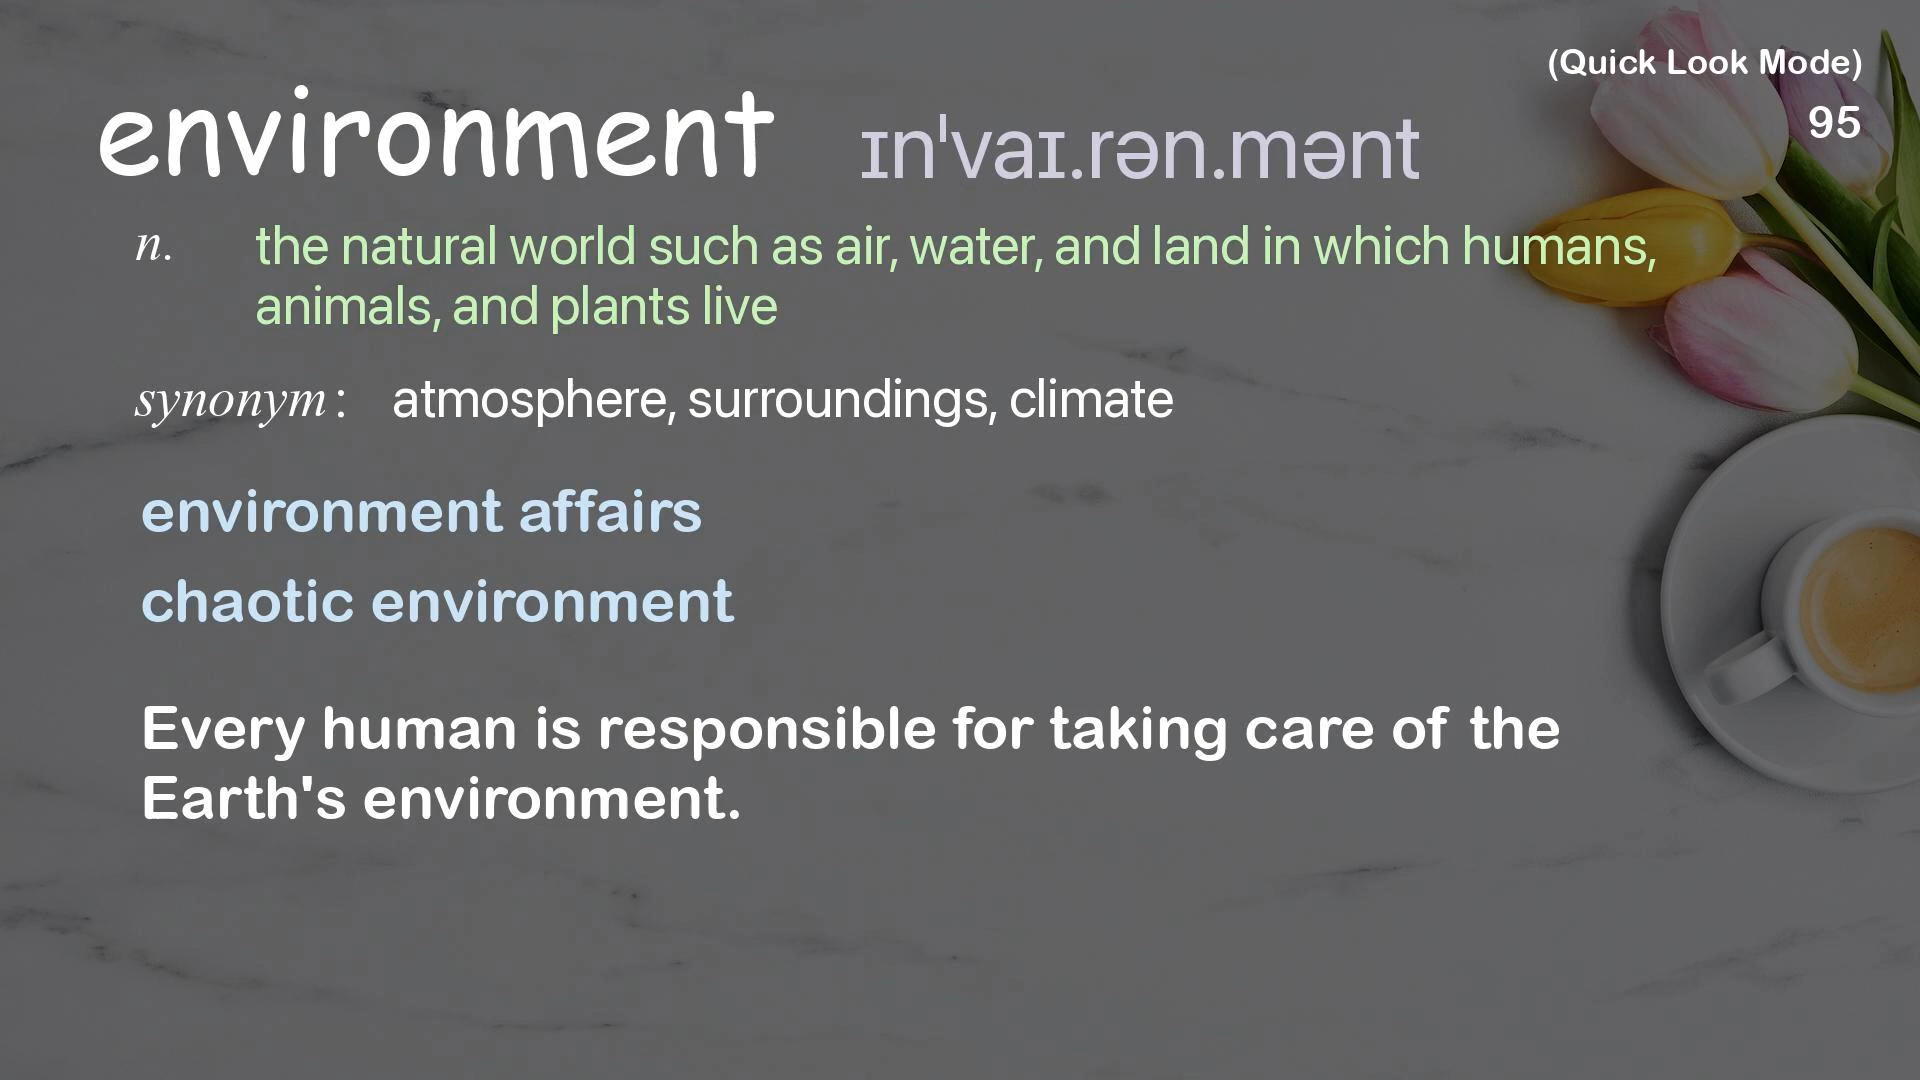 (Quick Look Mode)
95
environment ɪnˈvaɪ.rən.mənt
n. the natural world such as air, water, and land in which humans,
animals, and plants live
synonym: atmosphere, surroundings, climate
environment affairs
chaotic environment
Every human is responsible for taking care of the
Earth's environment.